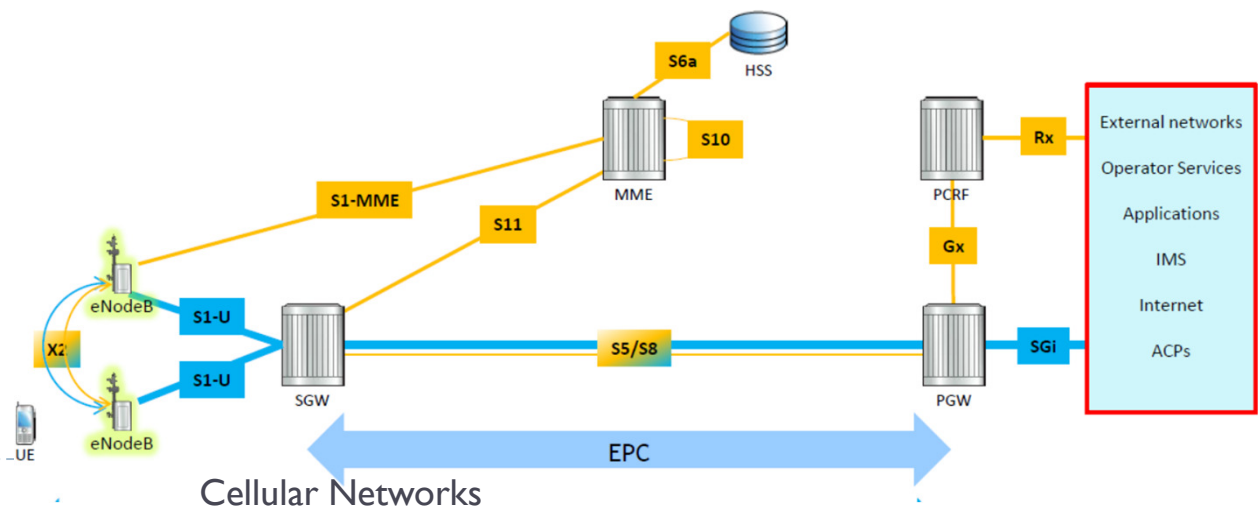 S6a
HSS
S10
MME
S1-MME
S11
PCRF
Rx
Gx
External networks
Operator Services
Applications
IMS
Internet
ACPs
eNodeB
S1-U
X2
S1-U
eNodeB
UE
SGW
S5/S8
PGW
SGi
EPC
Cellular Networks